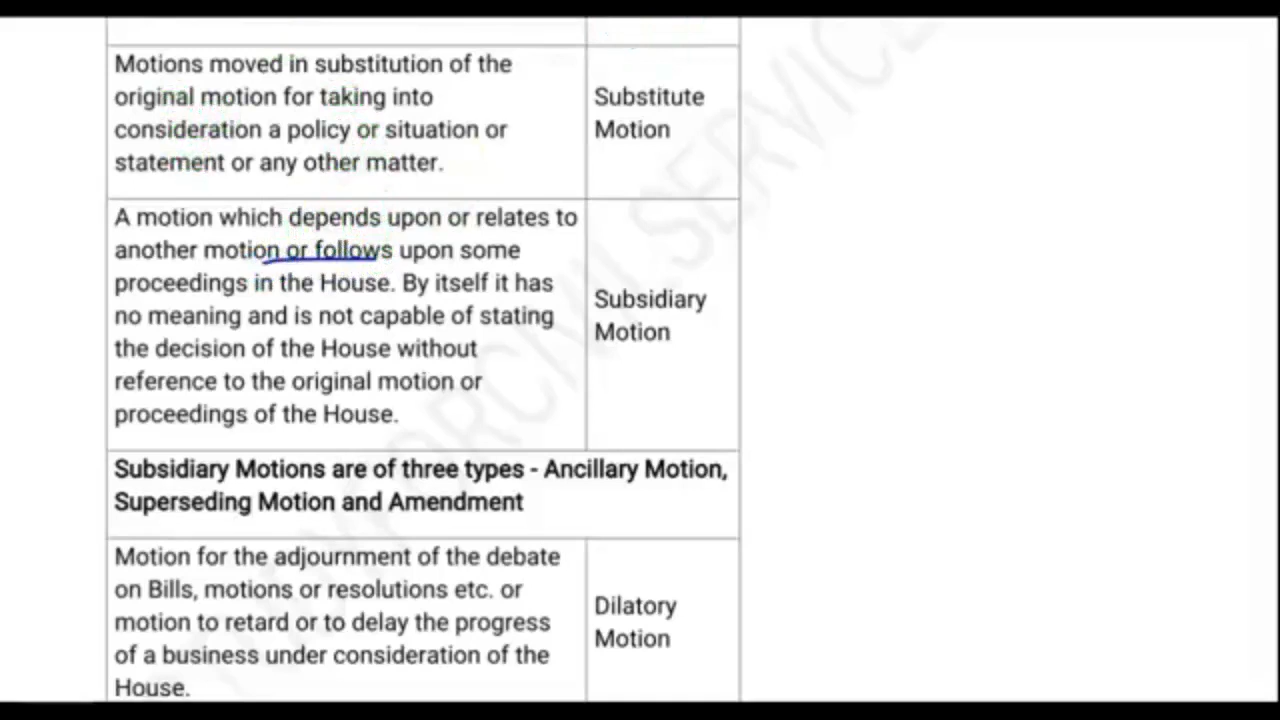 Motions moved in substitution of the
original motion for taking into
consideration a policy or situation or
statement or any other matter.
Substitute
Motion
A motion which depends upon or relates to
another motion or follows upon some
proceedings in the House. By itself it has
no meaning and is not capable of stating
the decision of the House without
reference to the original motion or
proceedings of the House.
Subsidiary
Motion
Subsidiary Motions are of three types - Ancillary Motion,
Superseding Motion and Amendment
Motion for the adjournment of the debate
on Bills, motions or resolutions etc. or
motion to retard or to delay the progress
of a business under consideration of the
House.
Dilatory
Motion